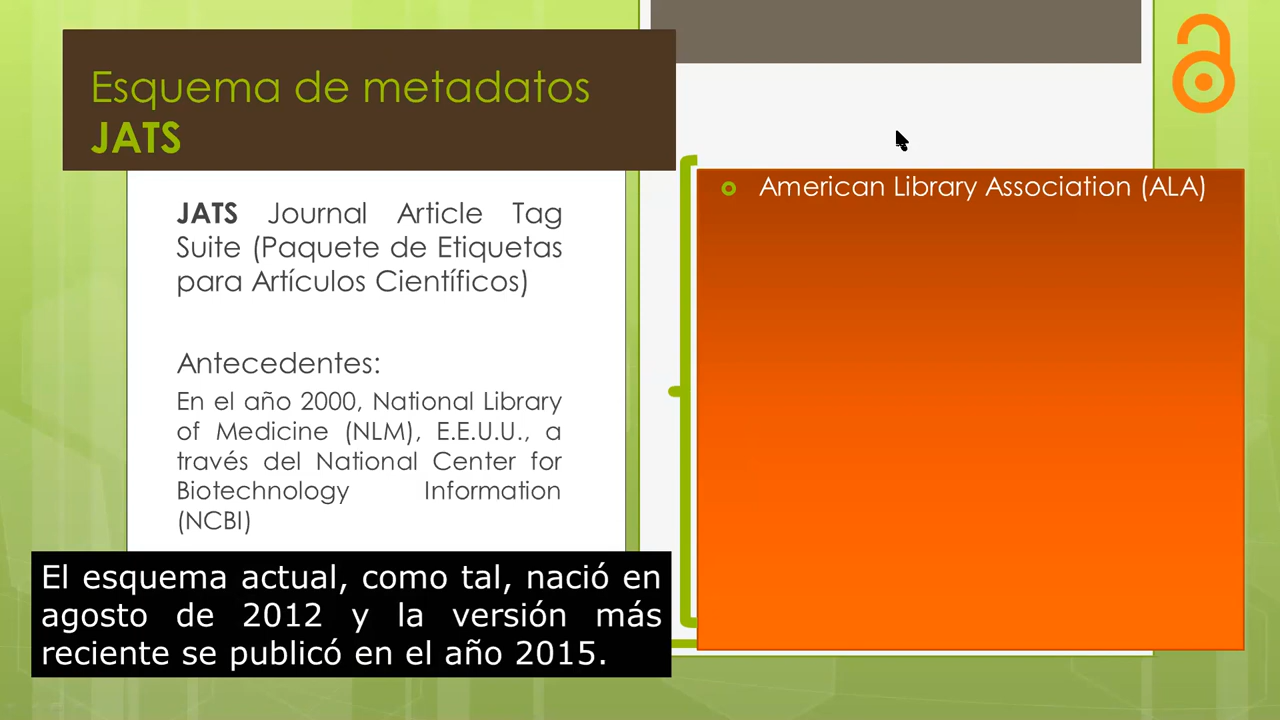 Esquema de metadatos
JATS
JATS Journal Article Tag
Suite (Paquete de Etiquetas
para Artículos Científicos)
Antecedentes:
En el año 2000, National Library
of Medicine (NLM), E.E.U.U., a
través del National Center for
Biotechnology Information
(NCBI)
El esquema actual, como tal, nació en
agosto de 2012 y la versión más
reciente se publicó en el año 2015.
American Library Association (ALA)